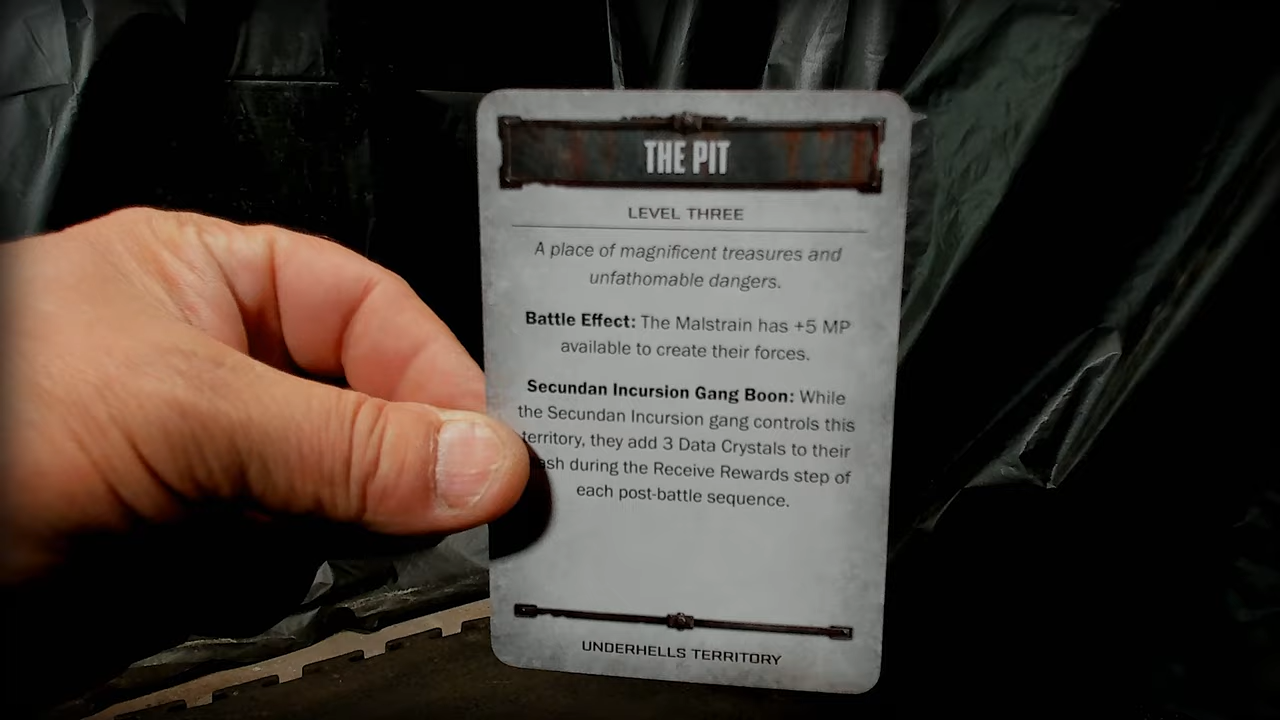 THE PIT
LEVEL THREE
A place of magnificent treasures and
unfathomable dangers.
Battle Effect: The Malstrain has +5 MP
available to create their forces.
Secundan Incursion Gang Boon: While
the Secundan Incursion gang controls this
territory, they add 3 Data Crystals to their
during the Receive Rewards step of
each post-battle sequence.
UNDERHELLS TERRITORY